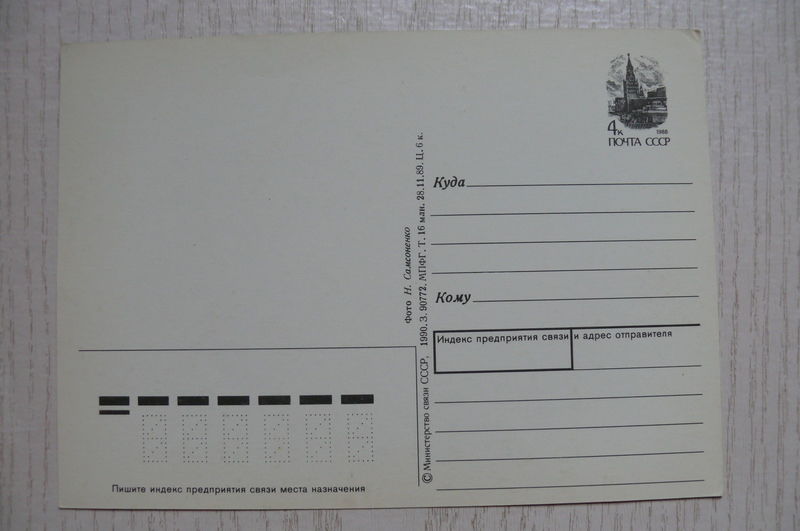 4к
1988
ПОЧТА СССР
Куда
Кому
Индекс предприятия связи и адрес отправителя
Фото Н. Самсоненко
© Министерство связи СССР, 1990. З. 90772. МПФГ. Т. 16 млн. 28.11.89. Ц. 6 к.
Пишите индекс предприятия связи места назначения